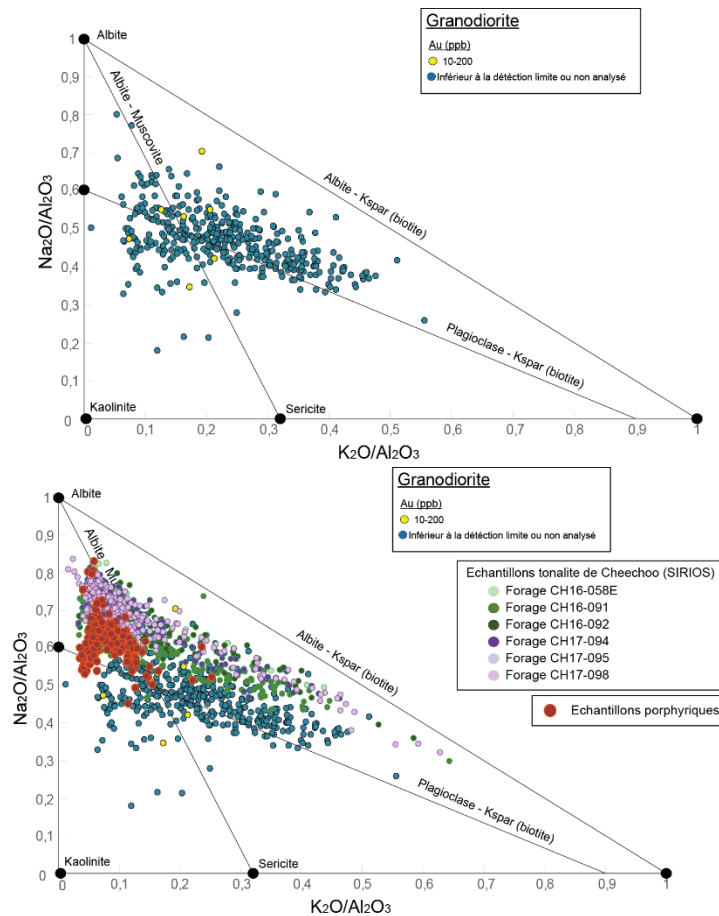 Albite
Granodiorite
Au (ppb)
10-200
Inférieur à la détection limite ou non analysé
1
0,9
0,8
0,7
0,6
0,5
0,4
0,3
0,2
0,1
0
Na2O/Al2O3
Albite - Muscovite
Albite - Kspar (biotite)
Plagioclase - Kspar (biotite)
Kaolinite
Sericite
0 0,1 0,2 0,3 0,4 0,5 0,6 0,7 0,8 0,9 1
K2O/Al2O3
Granodiorite
Au (ppb)
10-200
Inférieur à la détection limite ou non analysé
Echantillons tonalite de Cheechoo (SIRIOS)
Forage CH16-058E
Forage CH16-091
Forage CH16-092
Forage CH17-094
Forage CH17-095
Forage CH17-098
Echantillons porphyriques
Albite
1
0,9
0,8
0,7
0,6
0,5
0,4
0,3
0,2
0,1
0
Na2O/Al2O3
Albite - Mu
Albite - Kspar (biotite)
Plagioclase - Kspar (biotite)
Kaolinite
Sericite
0 0,1 0,2 0,3 0,4 0,5 0,6 0,7 0,8 0,9 1
K2O/Al2O3